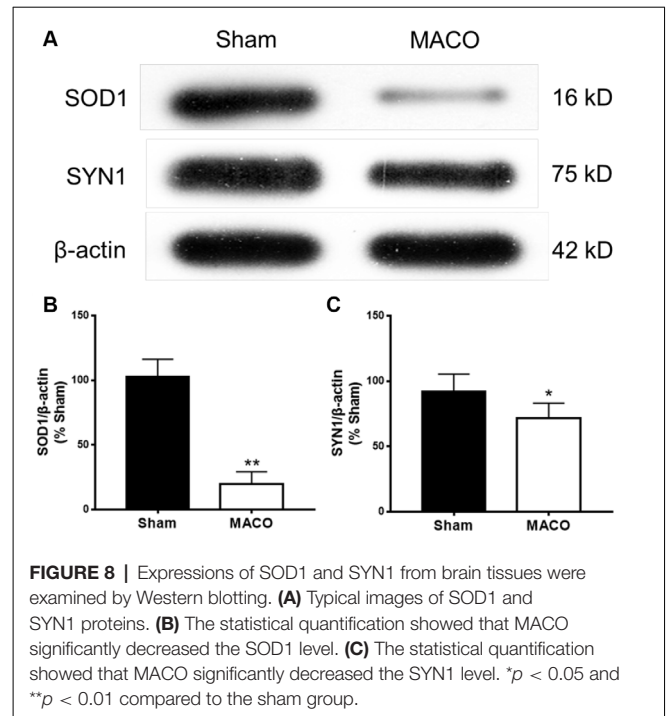 A
Sham MACO
SOD1 16 kD
SYN1 75 kD
β-actin 42 kD
B
150
100
50
0
SOD1/β-actin
(% Sham)
**
Sham MACO
C
150
100
50
0
SYN1/β-actin
(% Sham)
*
Sham MACO
FIGURE 8 | Expressions of SOD1 and SYN1 from brain tissues were
examined by Western blotting. (A) Typical images of SOD1 and
SYN1 proteins. (B) The statistical quantification showed that MACO
significantly decreased the SOD1 level. (C) The statistical quantification
showed that MACO significantly decreased the SYN1 level. *p < 0.05 and
**p < 0.01 compared to the sham group.